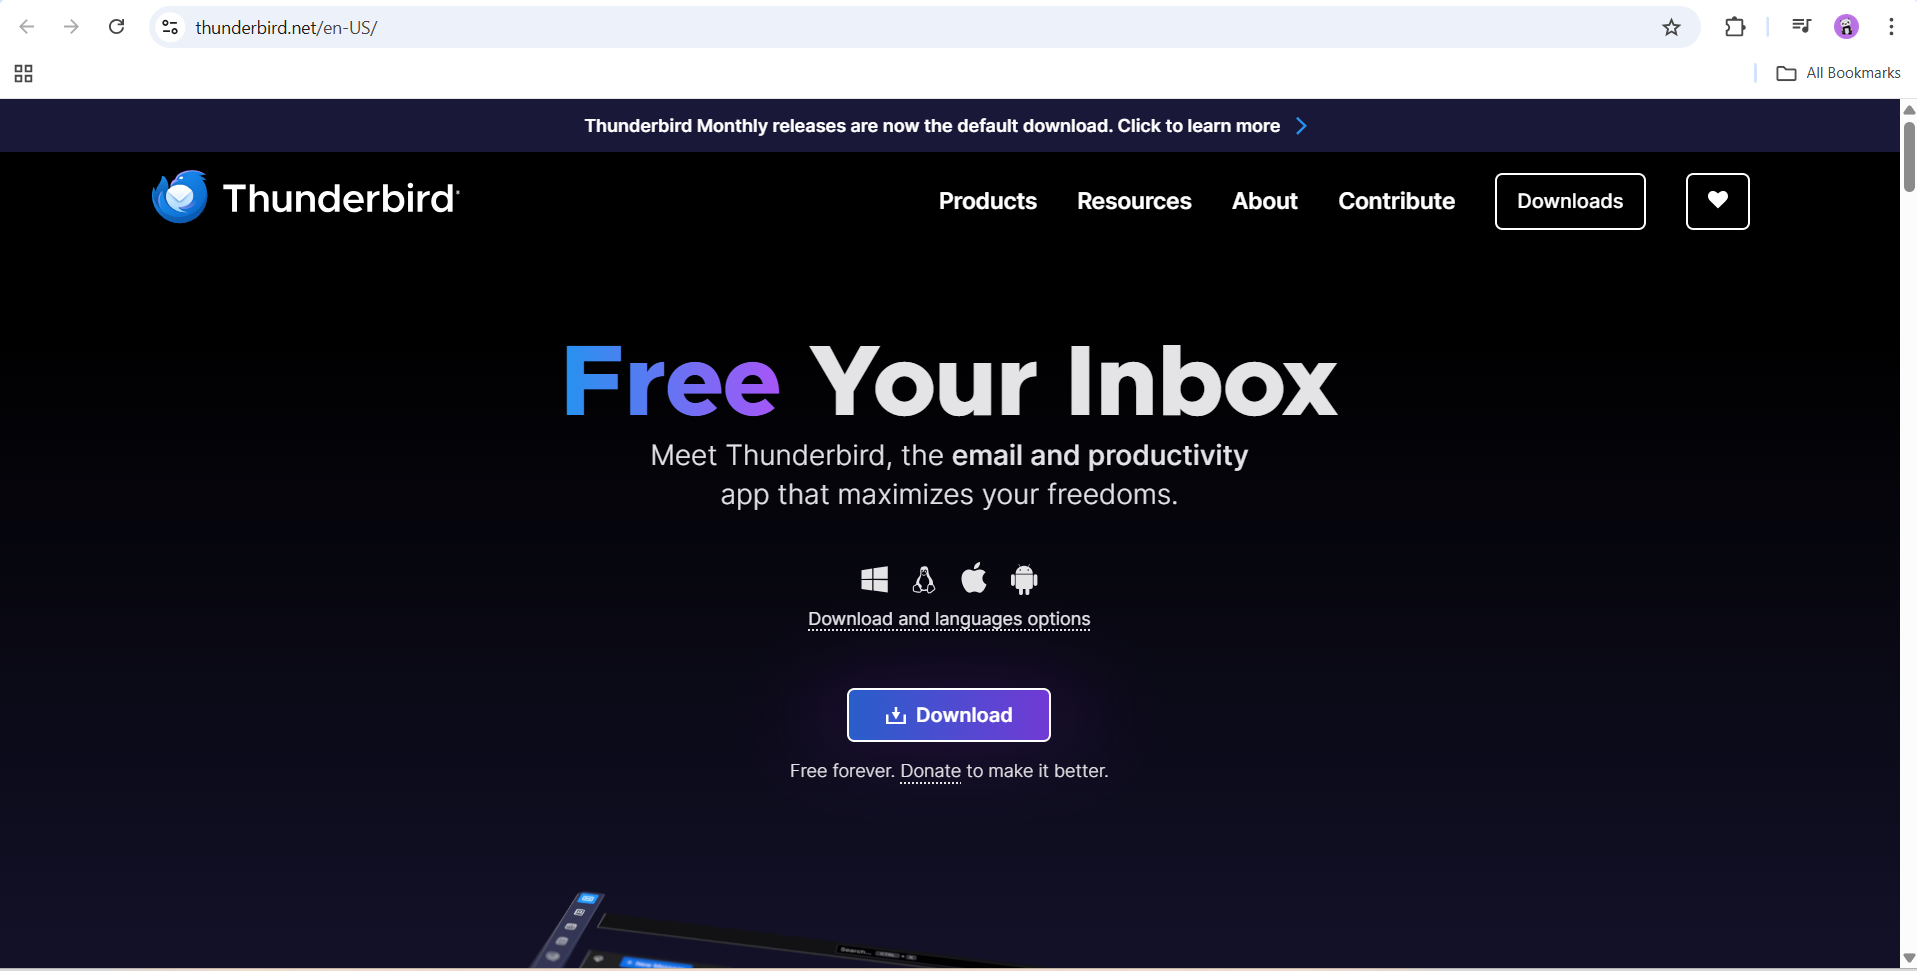 thunderbird.net/en-US/
All Bookmarks
Thunderbird Monthly releases are now the default download. Click to learn more
Thunderbird
Products
Resources
About
Contribute
Downloads
Free Your Inbox
Meet Thunderbird, the email and productivity
app that maximizes your freedoms.
Download and languages options
Download
Free forever. Donate to make it better.
Search...